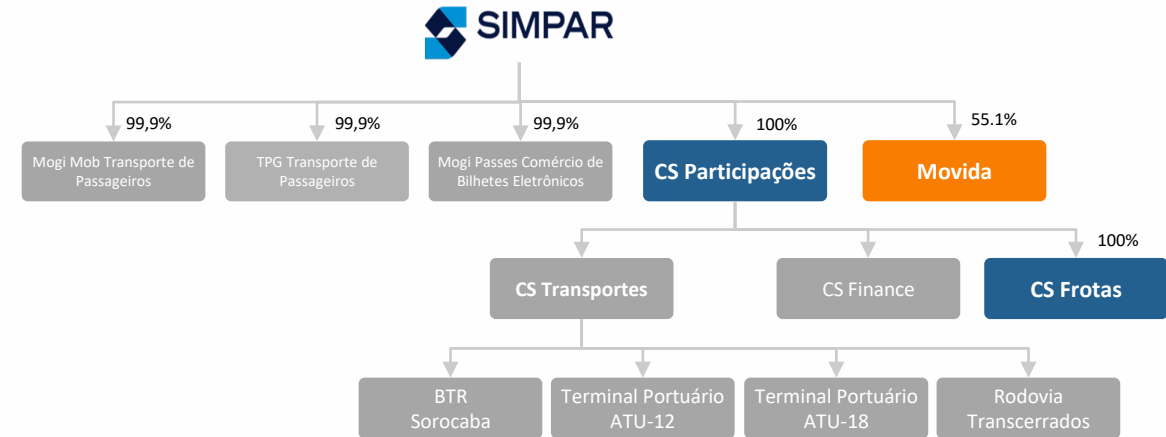 SIMPAR
99,9%
99,9%
99,9%
100%
55.1%
Mogi Mob Transporte de
Passageiros
TPG Transporte de
Passageiros
Mogi Passes Comércio de
Bilhetes Eletrônicos
CS Participações
Movida
100%
CS Transportes
CS Finance
CS Frotas
BTR
Sorocaba
Terminal Portuário
ATU-12
Terminal Portuário
ATU-18
Rodovia
Transcerrados